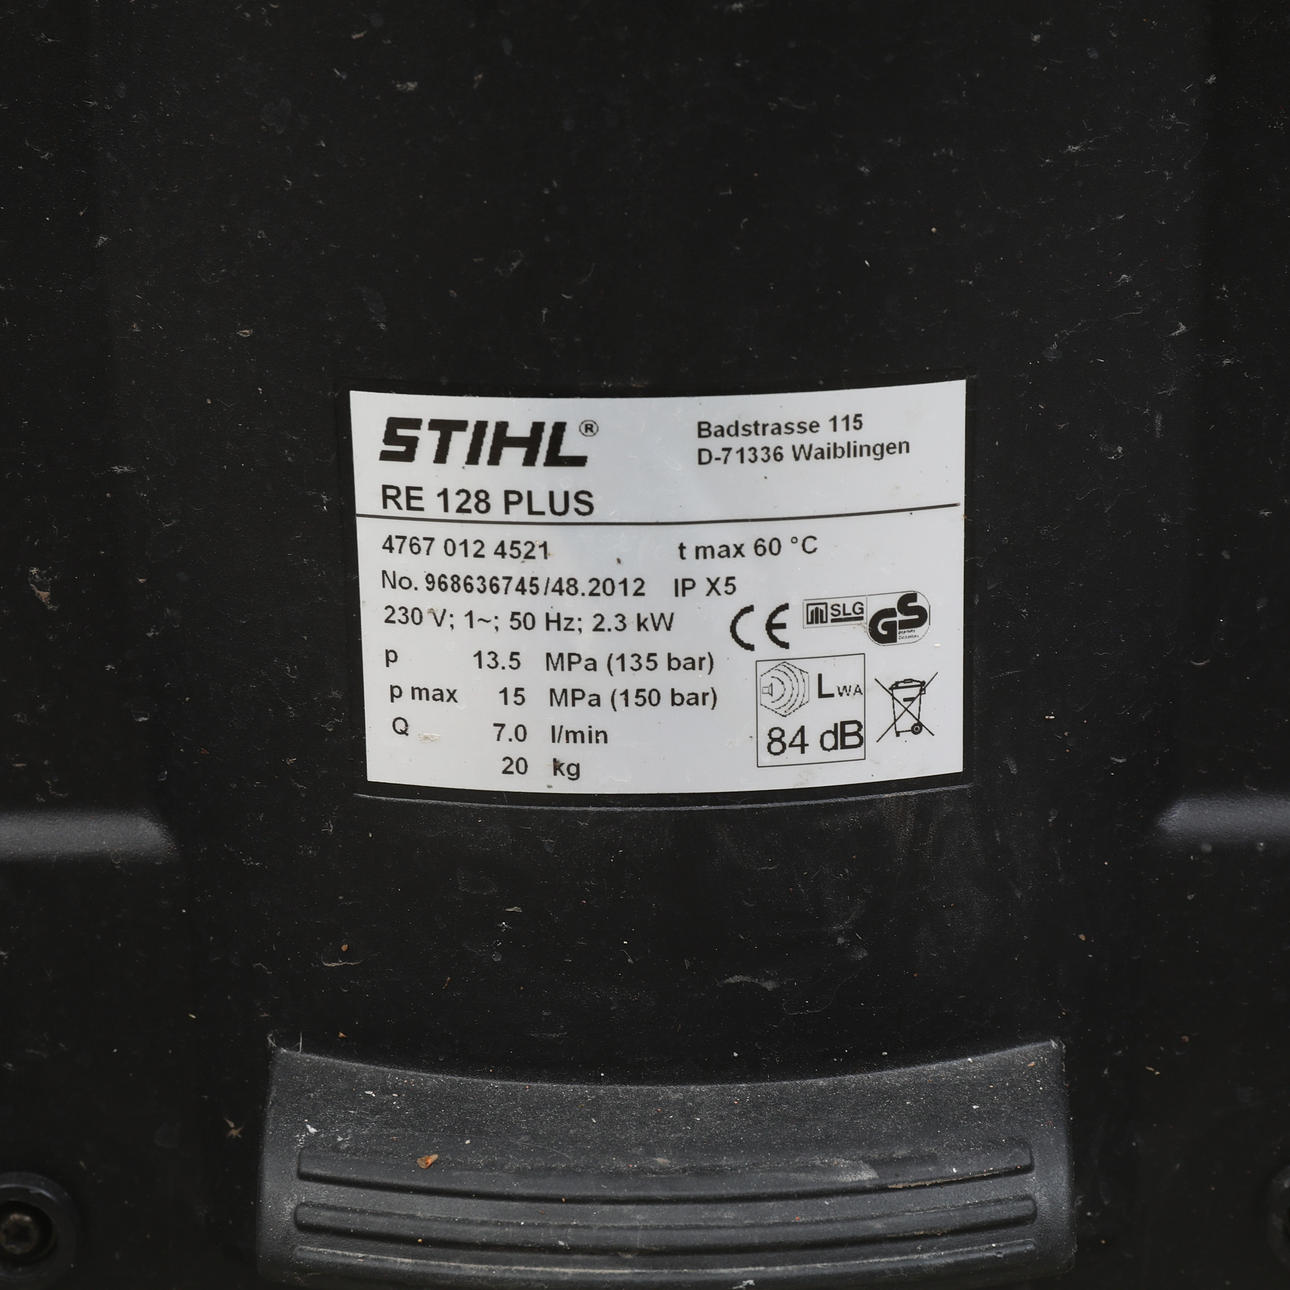 STIHL®
Badstrasse 115
D-71336 Waiblingen
RE 128 PLUS
4767 012 4521 t max 60 °C
No. 968636745/48.2012 IP X5
230 V; 1~; 50 Hz; 2.3 kW
CE SLG GS
p 13.5 MPa (135 bar)
p max 15 MPa (150 bar)
LWA
Q 7.0 l/min
84 dB
20 kg